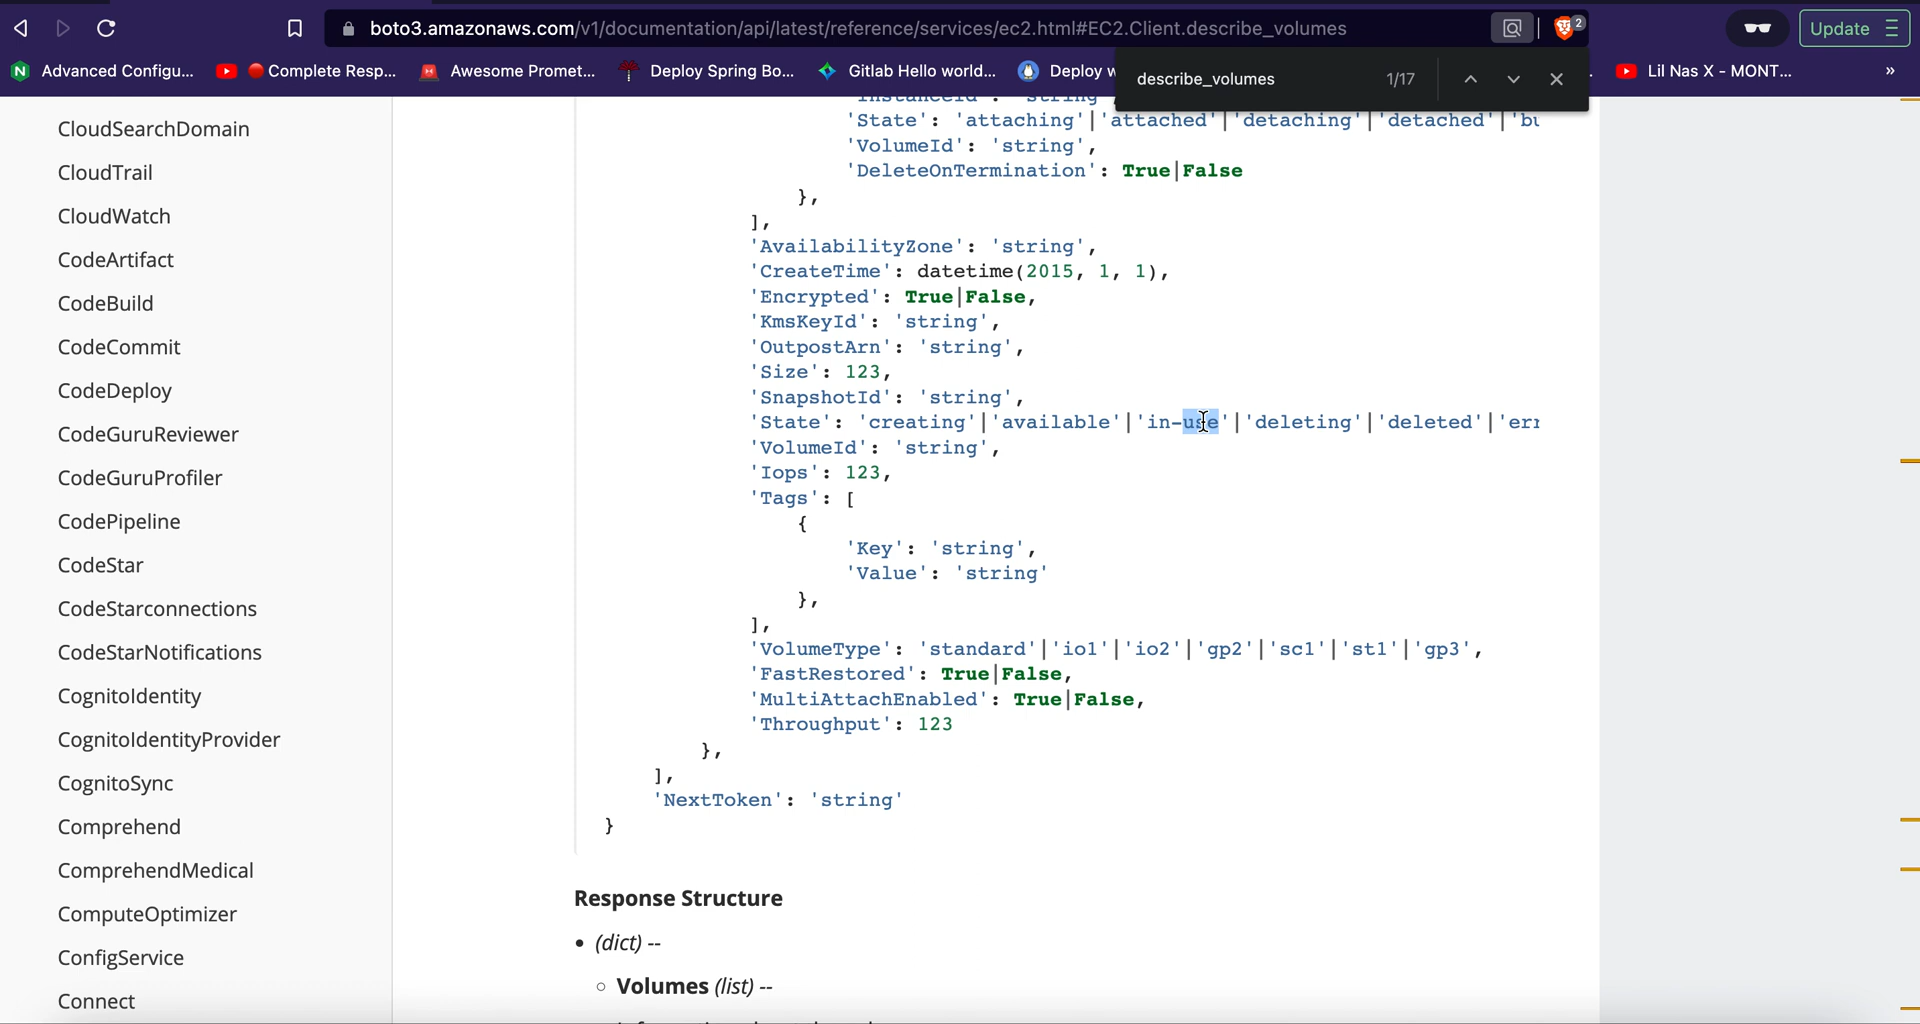 boto3.amazonaws.com/v1/documentation/api/latest/reference/services/ec2.html#EC2.Client.describe_volumes
2
Update
Advanced Configu...
Complete Resp...
Awesome Promet...
Deploy Spring Bo...
Gitlab Hello world...
Deploy w
Lil Nas X - MONT...
»
describe_volumes 1/17
CloudSearchDomain
CloudTrail
CloudWatch
CodeArtifact
CodeBuild
CodeCommit
CodeDeploy
CodeGuruReviewer
CodeGuruProfiler
CodePipeline
CodeStar
CodeStarconnections
CodeStarNotifications
CognitoIdentity
CognitoIdentityProvider
CognitoSync
Comprehend
ComprehendMedical
ComputeOptimizer
ConfigService
Connect
'InstanceId': 'string',
'State': 'attaching'|'attached'|'detaching'|'detached'|'bu
'VolumeId': 'string',
'DeleteOnTermination': True|False
},
],
'AvailabilityZone': 'string',
'CreateTime': datetime(2015, 1, 1),
'Encrypted': True|False,
'KmsKeyId': 'string',
'OutpostArn': 'string',
'Size': 123,
'SnapshotId': 'string',
'State': 'creating'|'available'|'in-use'|'deleting'|'deleted'|'err
'VolumeId': 'string',
'Iops': 123,
'Tags': [
{
'Key': 'string',
'Value': 'string'
},
],
'VolumeType': 'standard'|'io1'|'io2'|'gp2'|'sc1'|'st1'|'gp3',
'FastRestored': True|False,
'MultiAttachEnabled': True|False,
'Throughput': 123
},
],
'NextToken': 'string'
}
Response Structure
• (dict) --
○ Volumes (list) --